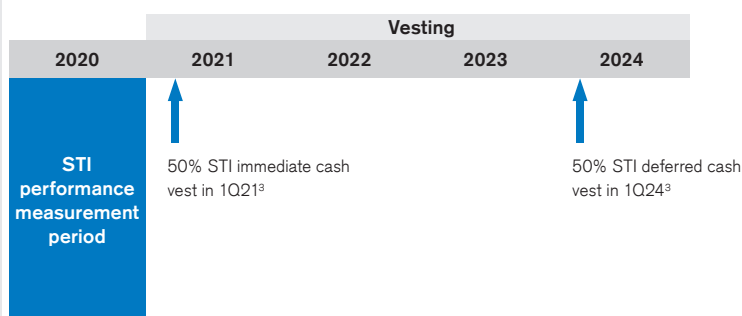 Vesting
2020 2021 2022 2023 2024
STI
performance
measurement
period
50% STI immediate cash
vest in 1Q21³
50% STI deferred cash
vest in 1Q24³